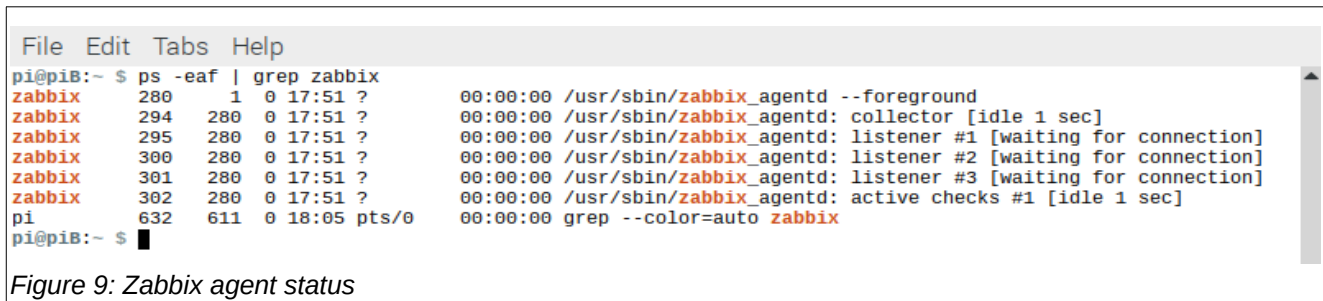 File Edit Tabs Help
pi@piB:~ $ ps -eaf | grep zabbix
zabbix 280 1 0 17:51 ? 00:00:00 /usr/sbin/zabbix_agentd --foreground
zabbix 294 280 0 17:51 ? 00:00:00 /usr/sbin/zabbix_agentd: collector [idle 1 sec]
zabbix 295 280 0 17:51 ? 00:00:00 /usr/sbin/zabbix_agentd: listener #1 [waiting for connection]
zabbix 300 280 0 17:51 ? 00:00:00 /usr/sbin/zabbix_agentd: listener #2 [waiting for connection]
zabbix 301 280 0 17:51 ? 00:00:00 /usr/sbin/zabbix_agentd: listener #3 [waiting for connection]
zabbix 302 280 0 17:51 ? 00:00:00 /usr/sbin/zabbix_agentd: active checks #1 [idle 1 sec]
pi 632 611 0 18:05 pts/0 00:00:00 grep --color=auto zabbix
pi@piB:~ $
Figure 9: Zabbix agent status